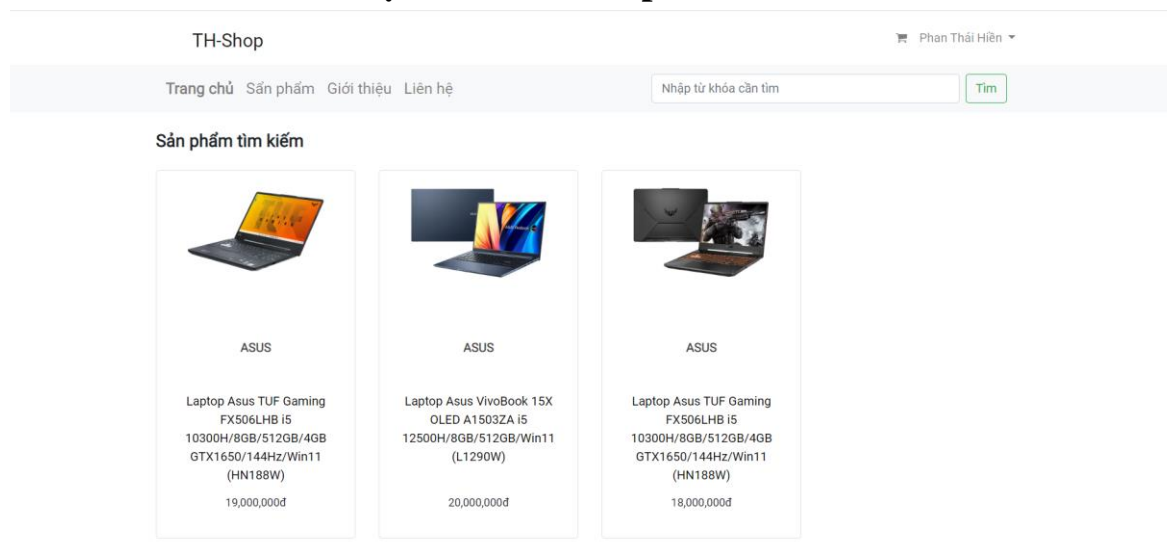 TH-Shop
Phan Thái Hiền
Trang chủ Sẩn phẩm Giới thiệu Liên hệ
Nhập từ khóa cần tìm
Tìm
Sản phẩm tìm kiếm
ASUS
Laptop Asus TUF Gaming
FX506LHB i5
10300H/8GB/512GB/4GB
GTX1650/144Hz/Win11
(HN188W)
19,000,000đ
ASUS
Laptop Asus VivoBook 15X
OLED A1503ZA i5
12500H/8GB/512GB/Win11
(L1290W)
20,000,000đ
ASUS
Laptop Asus TUF Gaming
FX506LHB i5
10300H/8GB/512GB/4GB
GTX1650/144Hz/Win11
(HN188W)
18,000,000đ